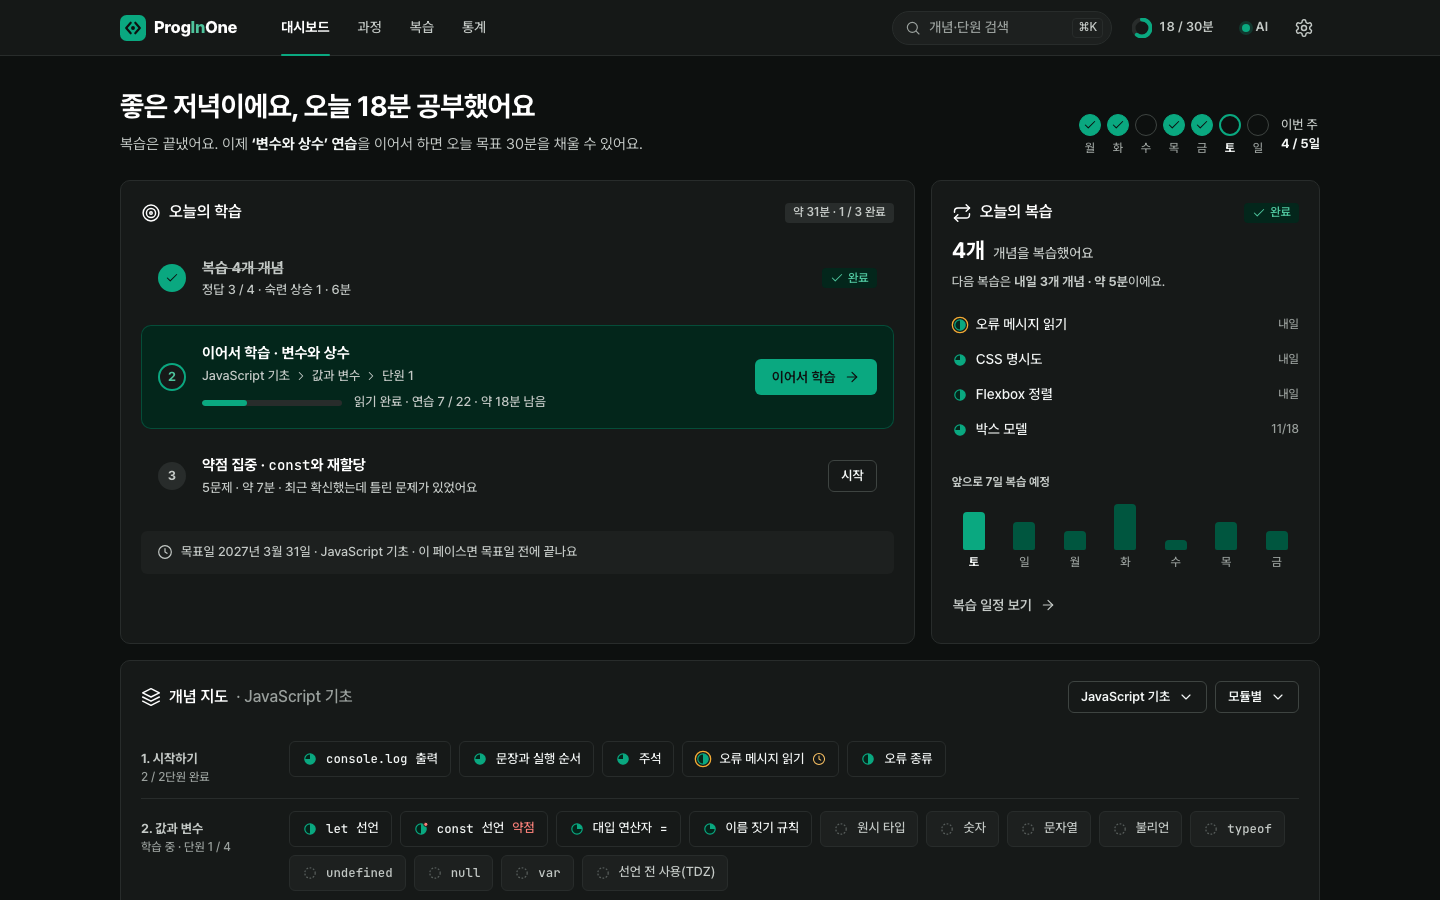 ProgInOne
대시보드
과정
복습
통계
개념·단원 검색
⌘K
18 / 30분
AI
좋은 저녁이에요, 오늘 18분 공부했어요
복습은 끝냈어요. 이제 ‘변수와 상수’ 연습을 이어서 하면 오늘 목표 30분을 채울 수 있어요.
월 화 수 목 금 토 일
이번 주
4 / 5일
오늘의 학습
약 31분 · 1 / 3 완료
복습 4개 개념
정답 3 / 4 · 숙련 상승 1 · 6분
완료
2
이어서 학습 · 변수와 상수
JavaScript 기초 > 값과 변수 > 단원 1
읽기 완료 · 연습 7 / 22 · 약 18분 남음
이어서 학습 →
3
약점 집중 · const와 재할당
5문제 · 약 7분 · 최근 확신했는데 틀린 문제가 있었어요
시작
목표일 2027년 3월 31일 · JavaScript 기초 · 이 페이스면 목표일 전에 끝나요
오늘의 복습
완료
4개 개념을 복습했어요
다음 복습은 내일 3개 개념 · 약 5분이에요.
오류 메시지 읽기 내일
CSS 명시도 내일
Flexbox 정렬 내일
박스 모델 11/18
앞으로 7일 복습 예정
토 일 월 화 수 목 금
복습 일정 보기 →
개념 지도 · JavaScript 기초
JavaScript 기초
모듈별
1. 시작하기
2 / 2단원 완료
console.log 출력
문장과 실행 순서
주석
오류 메시지 읽기
오류 종류
2. 값과 변수
학습 중 · 단원 1 / 4
let 선언
const 선언 약점
대입 연산자 =
이름 짓기 규칙
원시 타입
숫자
문자열
불리언
typeof
undefined
null
var
선언 전 사용(TDZ)